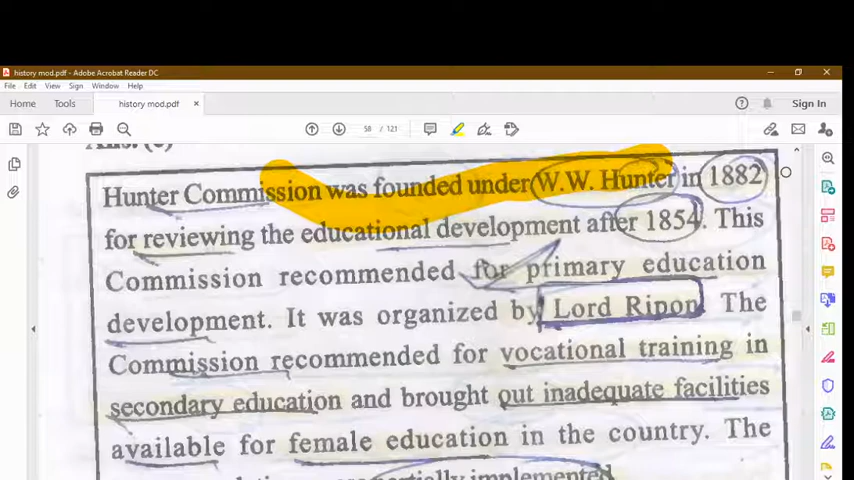 history mod.pdf - Adobe Acrobat Reader DC
File Edit View Sign Window Help
Home Tools history mod.pdf × Sign In
58 / 121
Hunter Commission was founded under W.W. Hunter in 1882
for reviewing the educational development after 1854. This
Commission recommended for primary education
development. It was organized by Lord Ripon The
Commission recommended for vocational training in
secondary education and brought out inadequate facilities
available for female education in the country. The
partially implemented